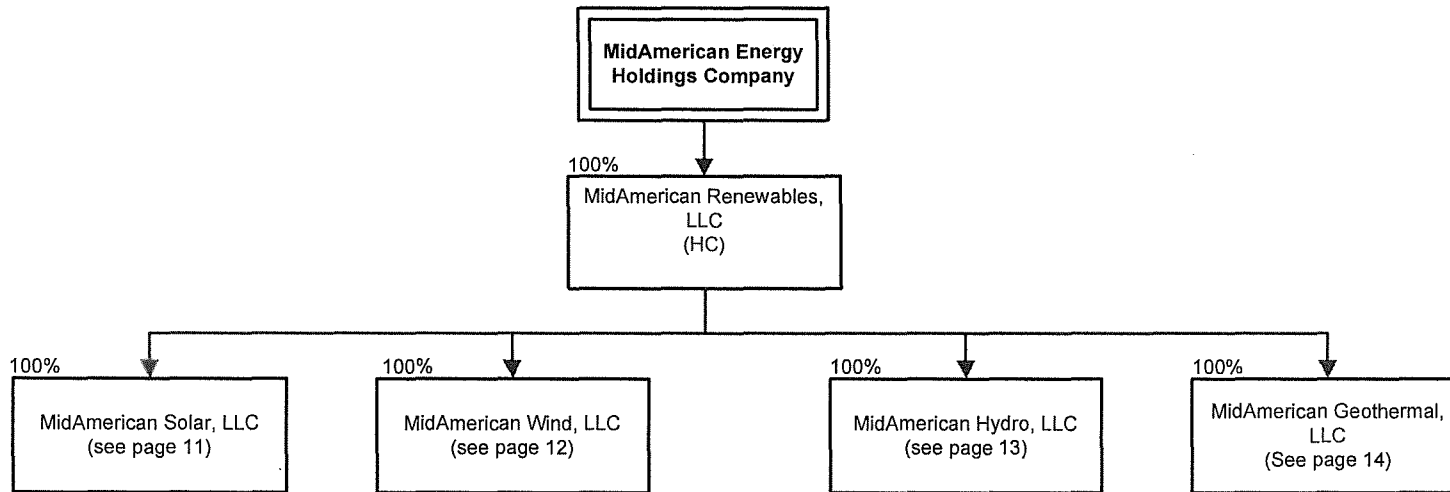 MidAmerican Energy
Holdings Company
100%
MidAmerican Renewables,
LLC
(HC)
100%
MidAmerican Solar, LLC
(see page 11)
100%
MidAmerican Wind, LLC
(see page 12)
100%
MidAmerican Hydro, LLC
(see page 13)
100%
MidAmerican Geothermal,
LLC
(See page 14)